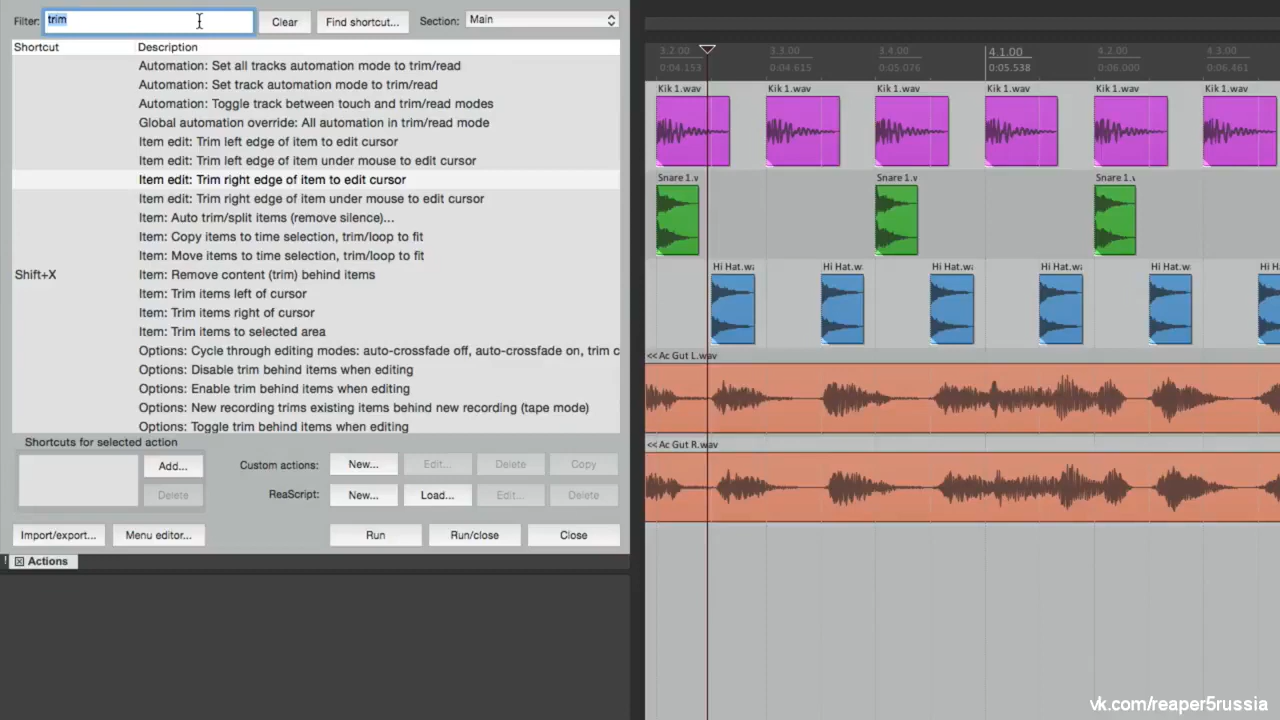 Filter: trim Clear Find shortcut... Section: Main
Shortcut Description
Automation: Set all tracks automation mode to trim/read
Automation: Set track automation mode to trim/read
Automation: Toggle track between touch and trim/read modes
Global automation override: All automation in trim/read mode
Item edit: Trim left edge of item to edit cursor
Item edit: Trim left edge of item under mouse to edit cursor
Item edit: Trim right edge of item to edit cursor
Item edit: Trim right edge of item under mouse to edit cursor
Item: Auto trim/split items (remove silence)...
Item: Copy items to time selection, trim/loop to fit
Item: Move items to time selection, trim/loop to fit
Shift+X Item: Remove content (trim) behind items
Item: Trim items left of cursor
Item: Trim items right of cursor
Item: Trim items to selected area
Options: Cycle through editing modes: auto-crossfade off, auto-crossfade on, trim c
Options: Disable trim behind items when editing
Options: Enable trim behind items when editing
Options: New recording trims existing items behind new recording (tape mode)
Options: Toggle trim behind items when editing
Shortcuts for selected action
Add... Custom actions: New... Edit... Delete Copy
Delete ReaScript: New... Load... Edit... Delete
Import/export... Menu editor... Run Run/close Close
! Actions
3.2.00 3.3.00 3.4.00 4.1.00 4.2.00 4.3.00
0:04.153 0:04.615 0:05.076 0:05.538 0:06.000 0:06.461
Kik 1.wav Kik 1.wav Kik 1.wav Kik 1.wav Kik 1.wav Kik 1.wav
Snare 1.v Snare 1.v Snare 1.v
Hi Hat.wa Hi Hat.wa Hi Hat.wa Hi Hat.wa Hi Hat.wa Hi H
<< Ac Gut L.wav
<< Ac Gut R.wav
vk.com/reaper5russia